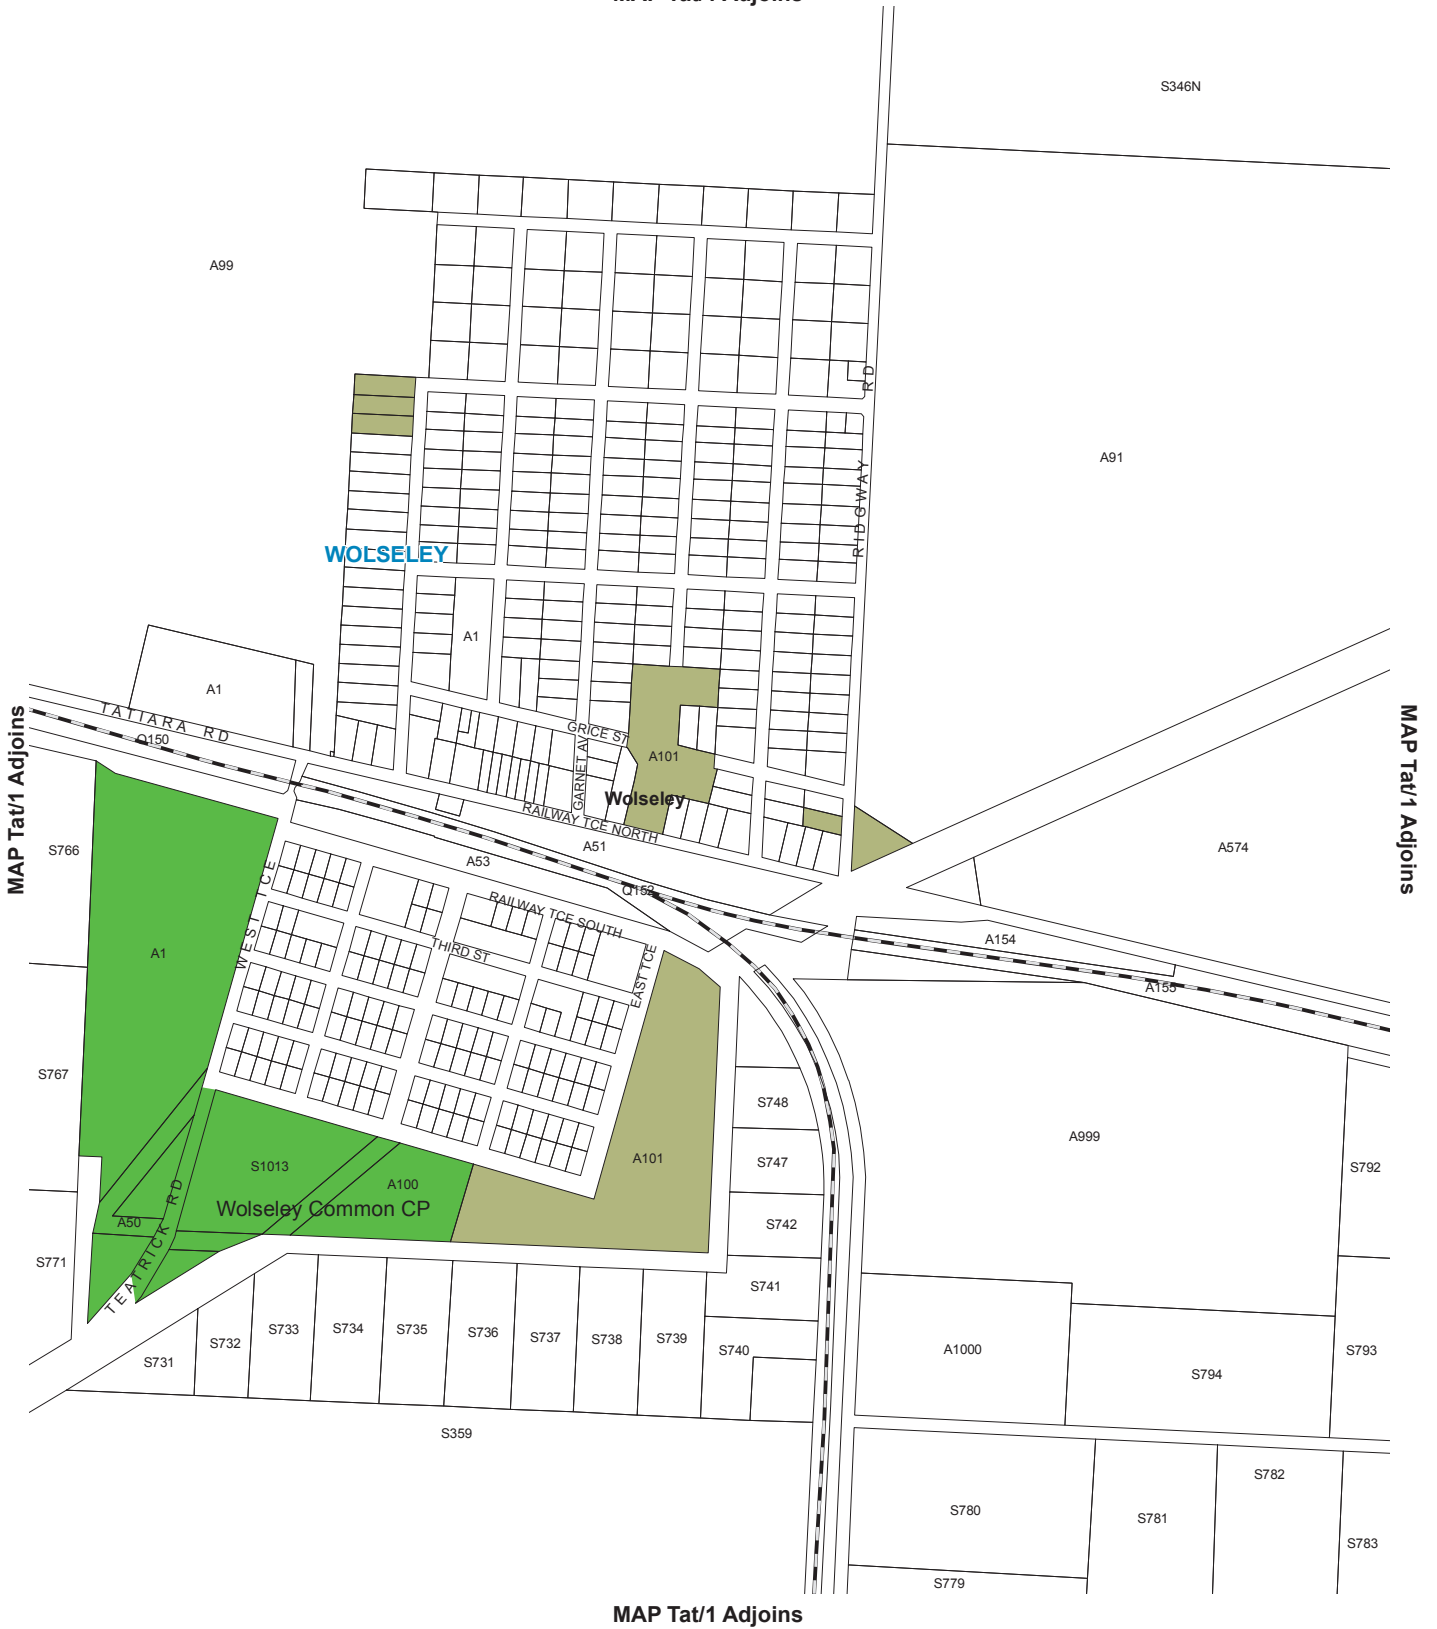 MAP Tat/1 Adjoins
S346N
A99
RIDGWAY RD
A91
WOLSELEY
A1
A1
TATIARA RD
Q150
GRICE ST
GARNET AV
A101
Wolseley
RAILWAY TCE NORTH
A51
MAP Tat/1 Adjoins
MAP Tat/1 Adjoins
S766
A53
A574
Q152
WEST TCE
RAILWAY TCE SOUTH
THIRD ST
EAST TCE
A1
A154
A155
S767
S748
A999
S747
S792
A101
S1013
A100
Wolseley Common CP
A50
S742
TEATRICK RD
S771
S741
S731
S732
S733
S734
S735
S736
S737
S738
S739
S740
A1000
S794
S793
S359
S782
S780
S781
S783
S779
MAP Tat/1 Adjoins